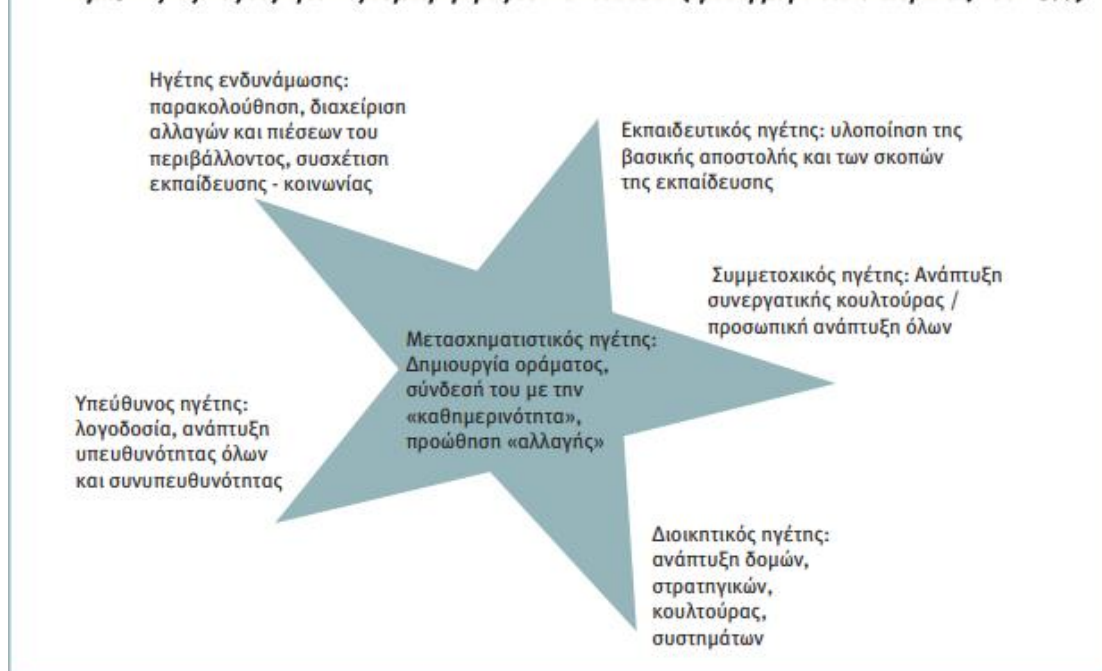 Ηγέτης ενδυνάμωσης:
παρακολούθηση, διαχείριση
αλλαγών και πιέσεων του
περιβάλλοντος, συσχέτιση
εκπαίδευσης - κοινωνίας
Εκπαιδευτικός ηγέτης: υλοποίηση της
βασικής αποστολής και των σκοπών
της εκπαίδευσης
Συμμετοχικός ηγέτης: Ανάπτυξη
συνεργατικής κουλτούρας /
προσωπική ανάπτυξη όλων
Μετασχηματιστικός ηγέτης:
Δημιουργία οράματος,
σύνδεσή του με την
«καθημερινότητα»,
προώθηση «αλλαγής»
Υπεύθυνος ηγέτης:
λογοδοσία, ανάπτυξη
υπευθυνότητας όλων
και συνυπευθυνότητας
Διοικητικός ηγέτης:
ανάπτυξη δομών,
στρατηγικών,
κουλτούρας,
συστημάτων